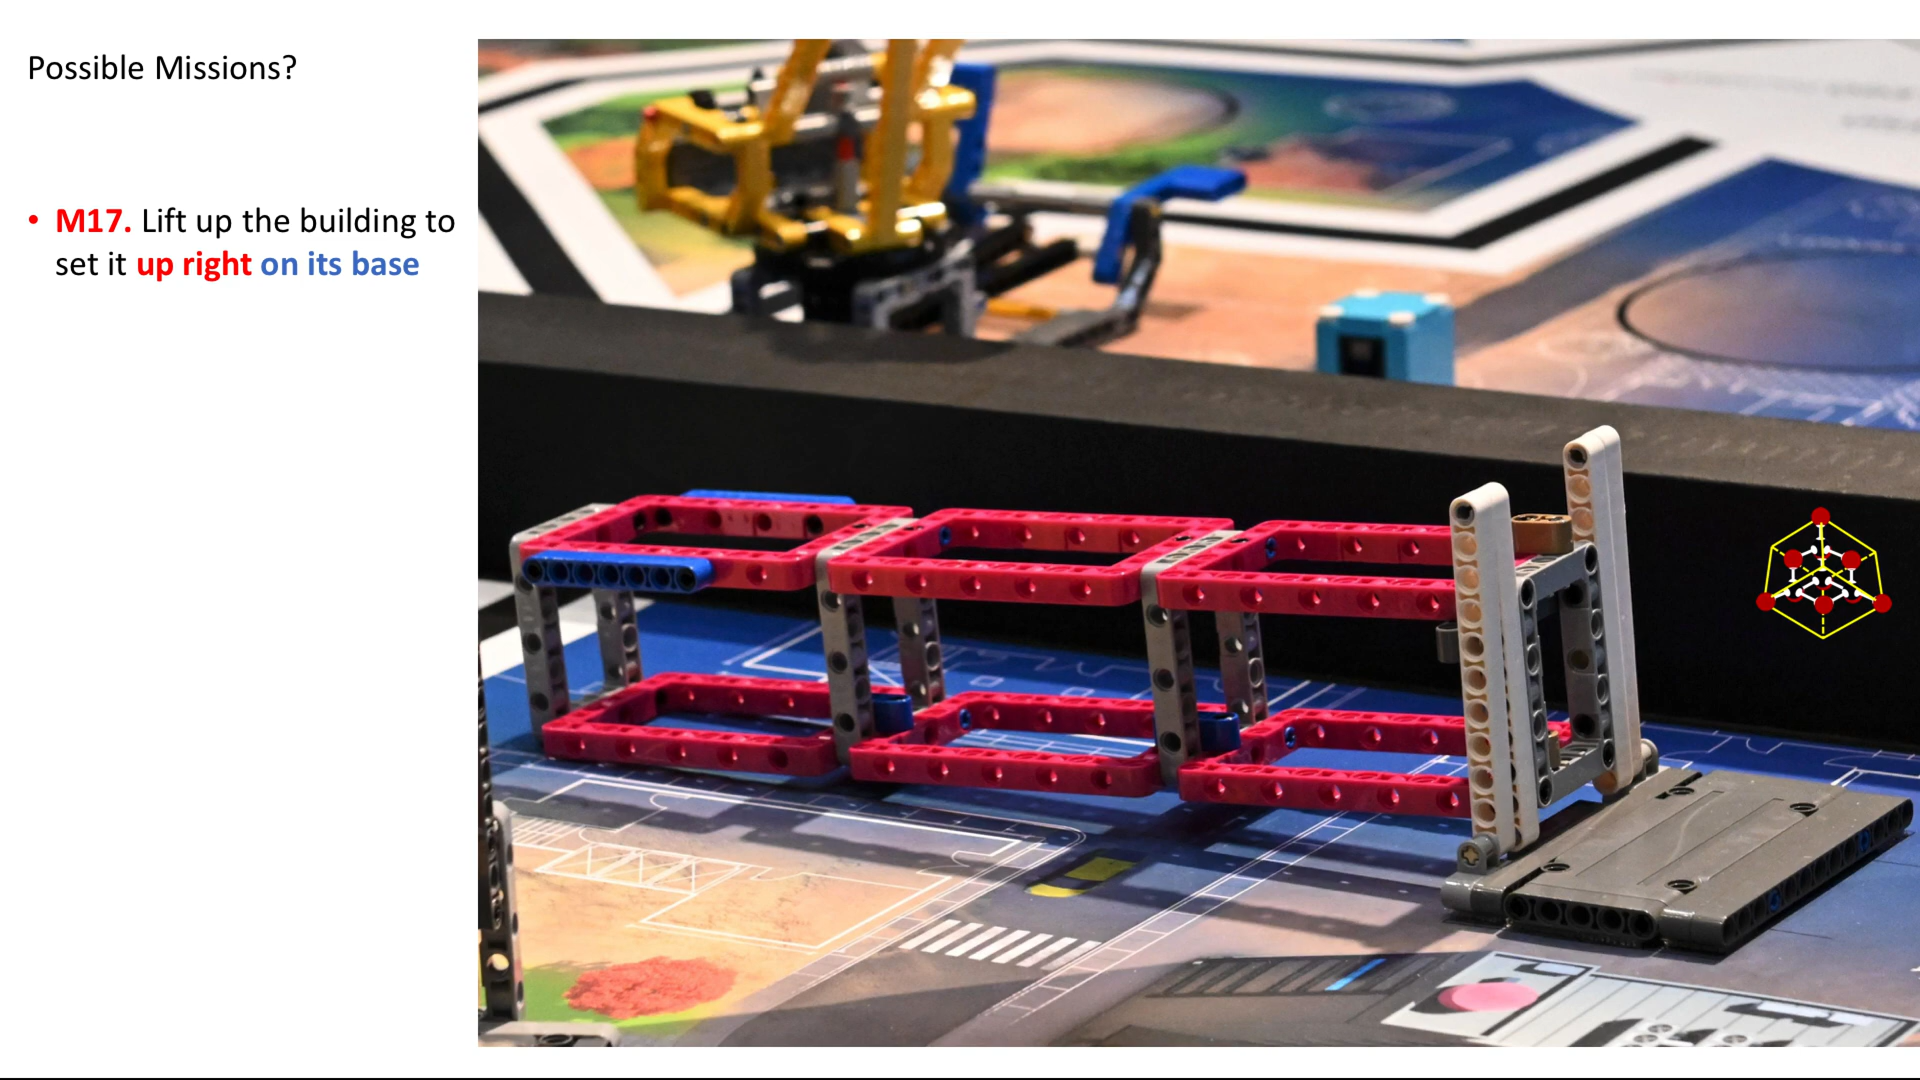 Possible Missions?
• M17. Lift up the building to
set it up right on its base